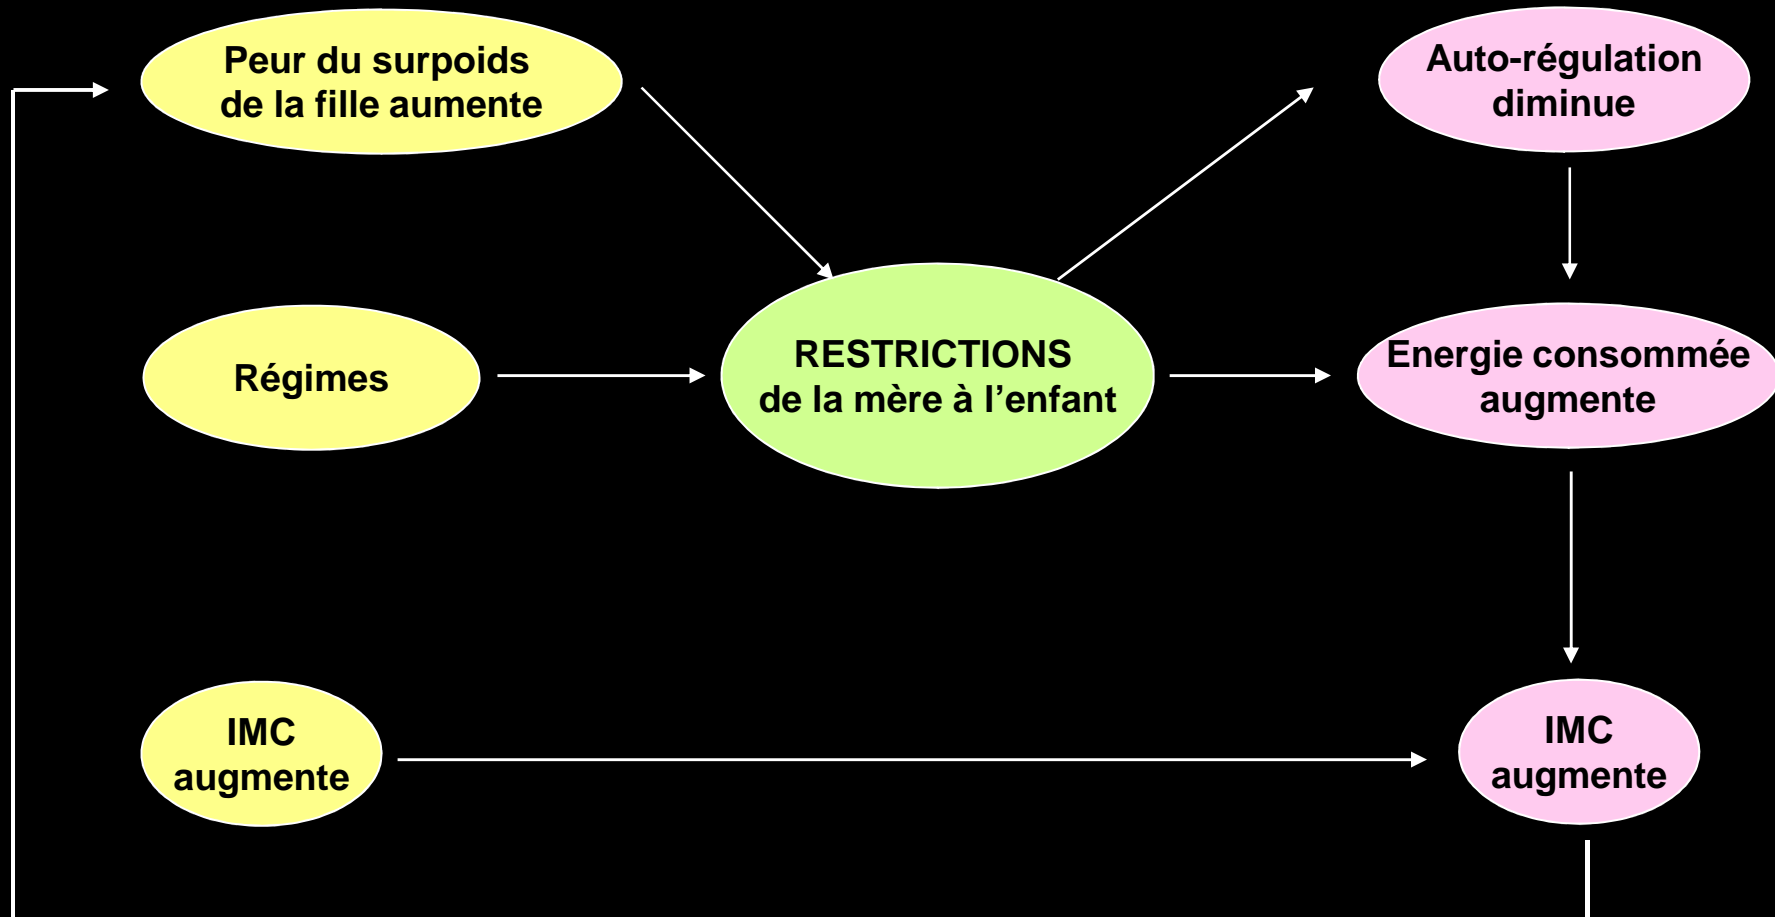 Peur du surpoids
de la fille aumente
Auto-régulation
diminue
Régimes
RESTRICTIONS
de la mère à l’enfant
Energie consommée
augmente
IMC
augmente
IMC
augmente